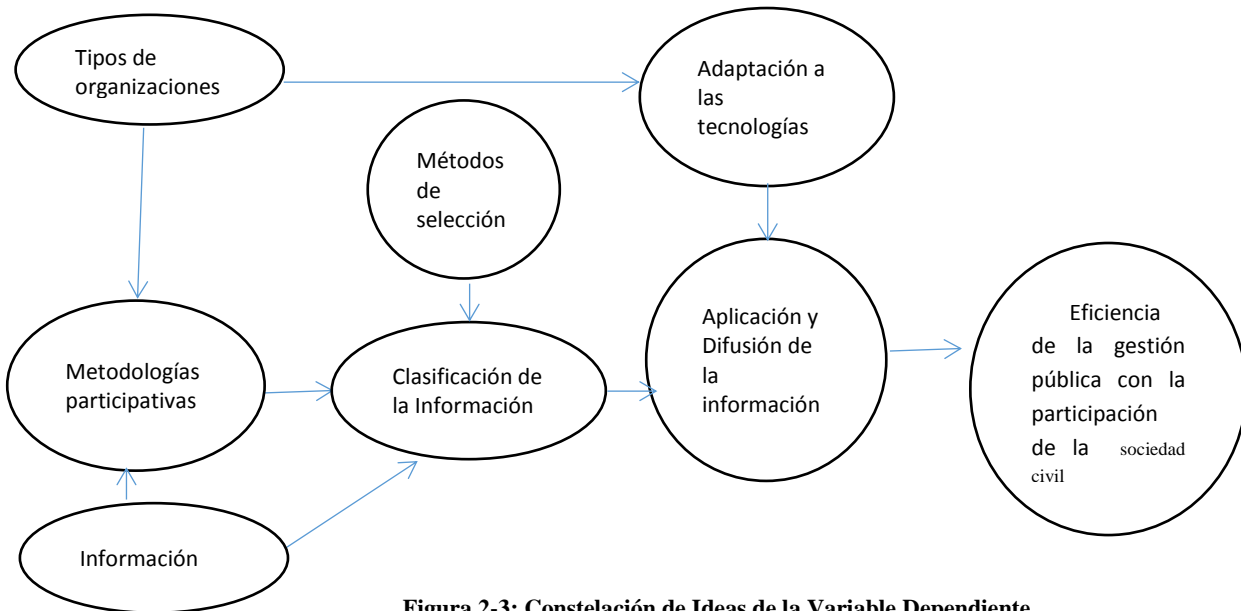 Tipos de
organizaciones
Adaptación a
las
tecnologías
Métodos
de
selección
Metodologías
participativas
Clasificación de
la Información
Aplicación y
Difusión de
la
información
Eficiencia
de la gestión
pública con la
participación
de la sociedad
civil
Información
Figura 2-3: Constelación de Ideas de la Variable Dependiente